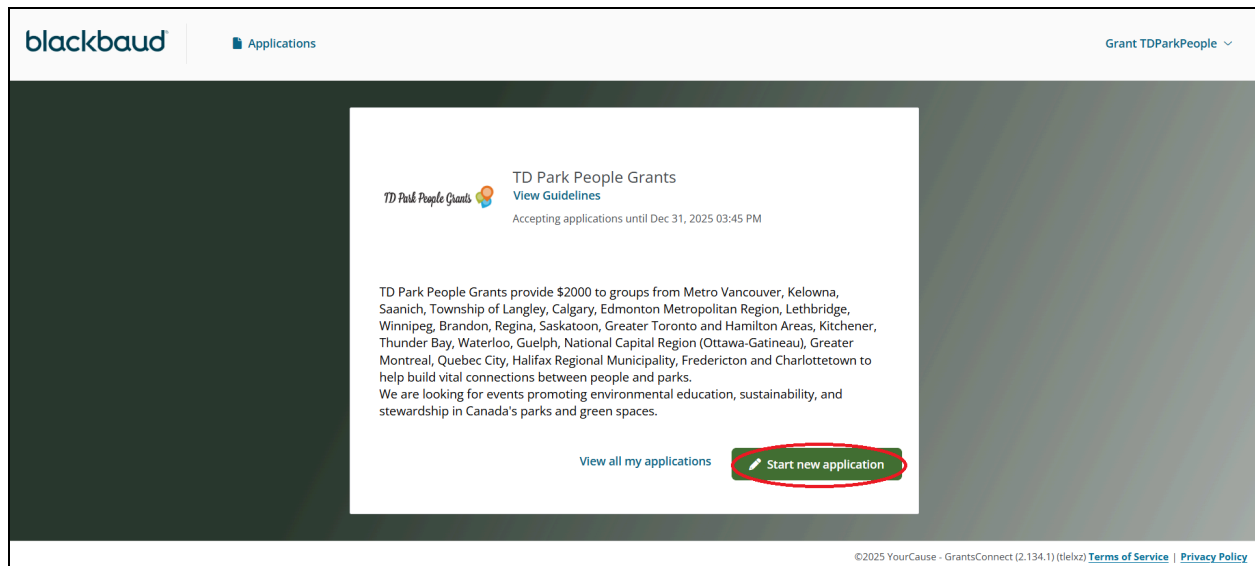 blackbaud
Applications
Grant TDParkPeople
TD Park People Grants
TD Park People Grants
View Guidelines
Accepting applications until Dec 31, 2025 03:45 PM
TD Park People Grants provide $2000 to groups from Metro Vancouver, Kelowna,
Saanich, Township of Langley, Calgary, Edmonton Metropolitan Region, Lethbridge,
Winnipeg, Brandon, Regina, Saskatoon, Greater Toronto and Hamilton Areas, Kitchener,
Thunder Bay, Waterloo, Guelph, National Capital Region (Ottawa-Gatineau), Greater
Montreal, Quebec City, Halifax Regional Municipality, Fredericton and Charlottetown to
help build vital connections between people and parks.
We are looking for events promoting environmental education, sustainability, and
stewardship in Canada's parks and green spaces.
View all my applications
Start new application
©2025 YourCause - GrantsConnect (2.134.1) (tlelxz) Terms of Service | Privacy Policy